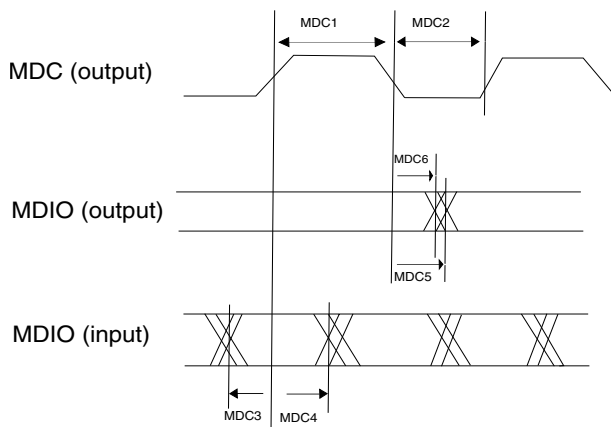 MDC1
MDC2
MDC (output)
MDC6
MDIO (output)
MDC5
MDIO (input)
MDC3
MDC4